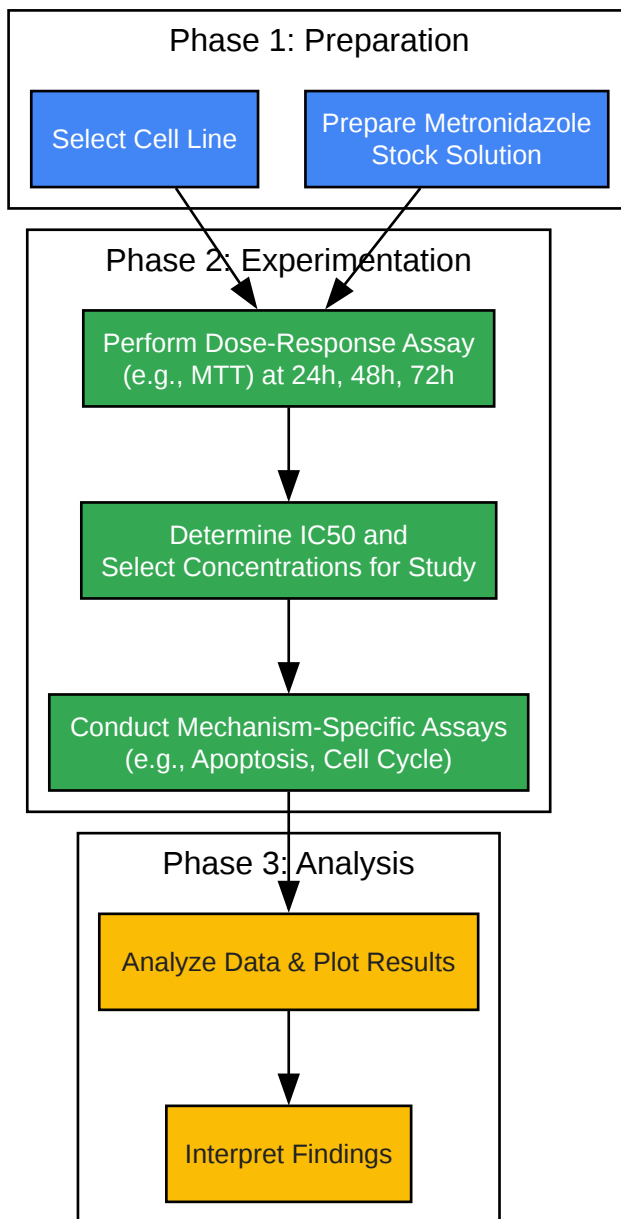 Phase 1: Preparation
Select Cell Line
Prepare Metronidazole
Stock Solution
Phase 2: Experimentation
Perform Dose-Response Assay
(e.g., MTT) at 24h, 48h, 72h
Determine IC50 and
Select Concentrations for Study
Conduct Mechanism-Specific Assays
(e.g., Apoptosis, Cell Cycle)
Phase 3: Analysis
Analyze Data & Plot Results
Interpret Findings